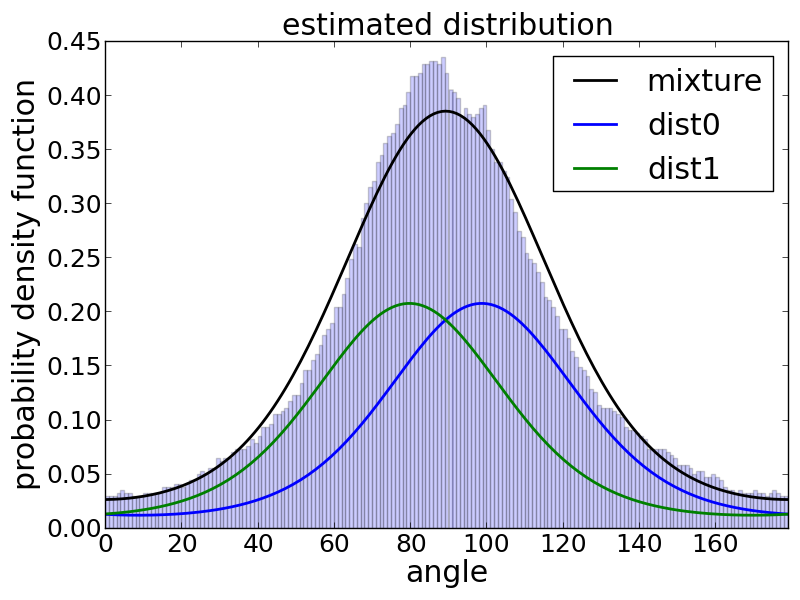 estimated distribution
0.45
0.40
0.35
0.30
0.25
0.20
0.15
0.10
0.05
0.00
probability density function
mixture
dist0
dist1
0 20 40 60 80 100 120 140 160
angle